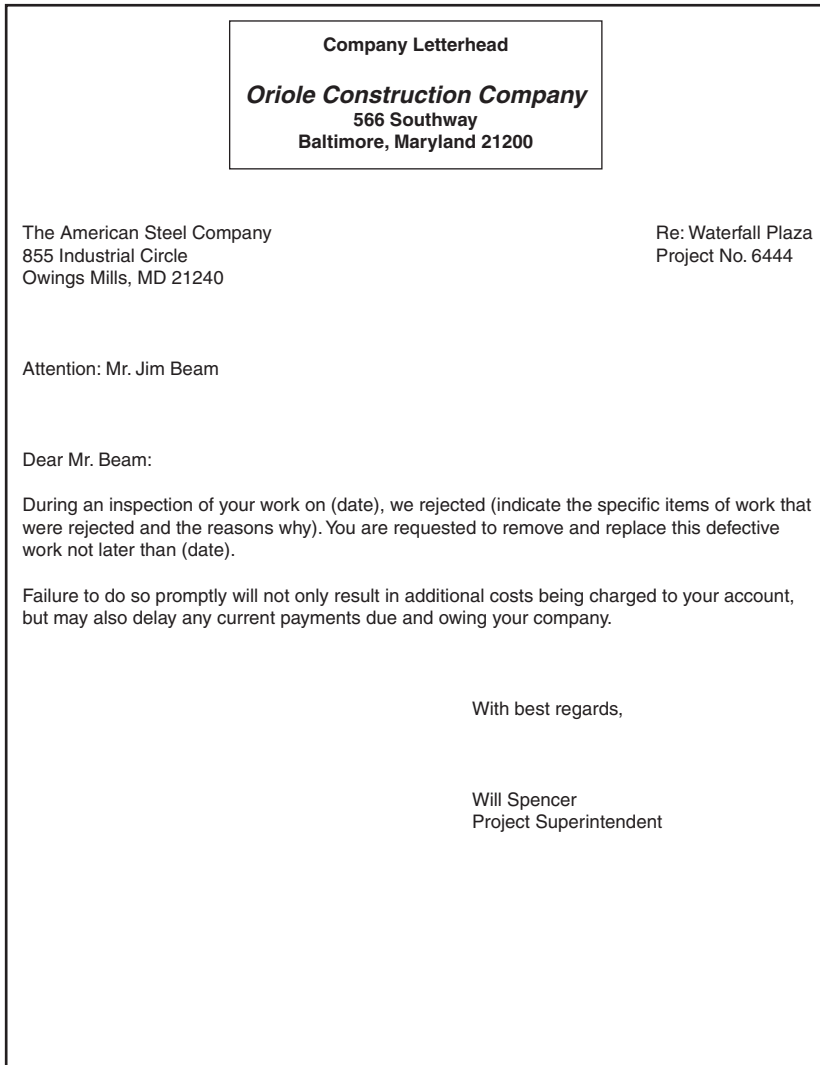 Company Letterhead
Oriole Construction Company
566 Southway
Baltimore, Maryland 21200
The American Steel Company
855 Industrial Circle
Owings Mills, MD 21240
Re: Waterfall Plaza
Project No. 6444
Attention: Mr. Jim Beam
Dear Mr. Beam:
During an inspection of your work on (date), we rejected (indicate the specific items of work that
were rejected and the reasons why). You are requested to remove and replace this defective
work not later than (date).
Failure to do so promptly will not only result in additional costs being charged to your account,
but may also delay any current payments due and owing your company.
With best regards,
Will Spencer
Project Superintendent